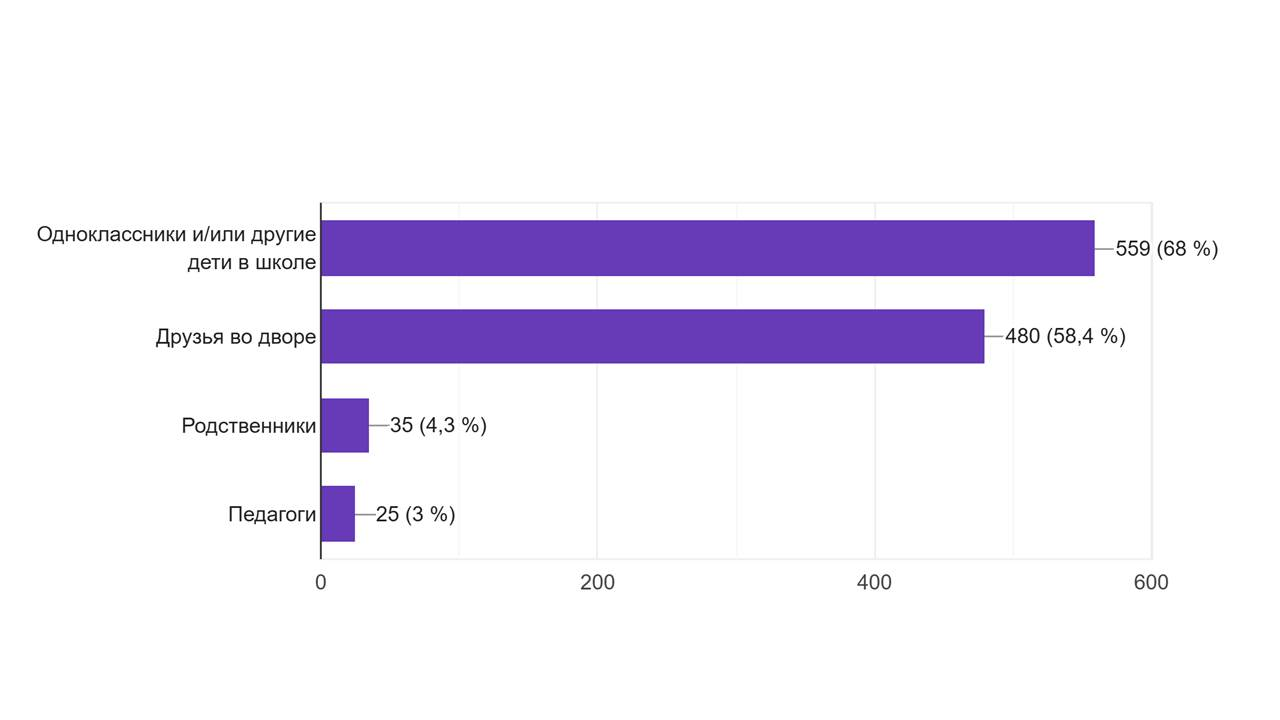 Одноклассники и/или другие
дети в школе
559 (68 %)
Друзья во дворе
480 (58,4 %)
Родственники
35 (4,3 %)
Педагоги
25 (3 %)
0
200
400
600